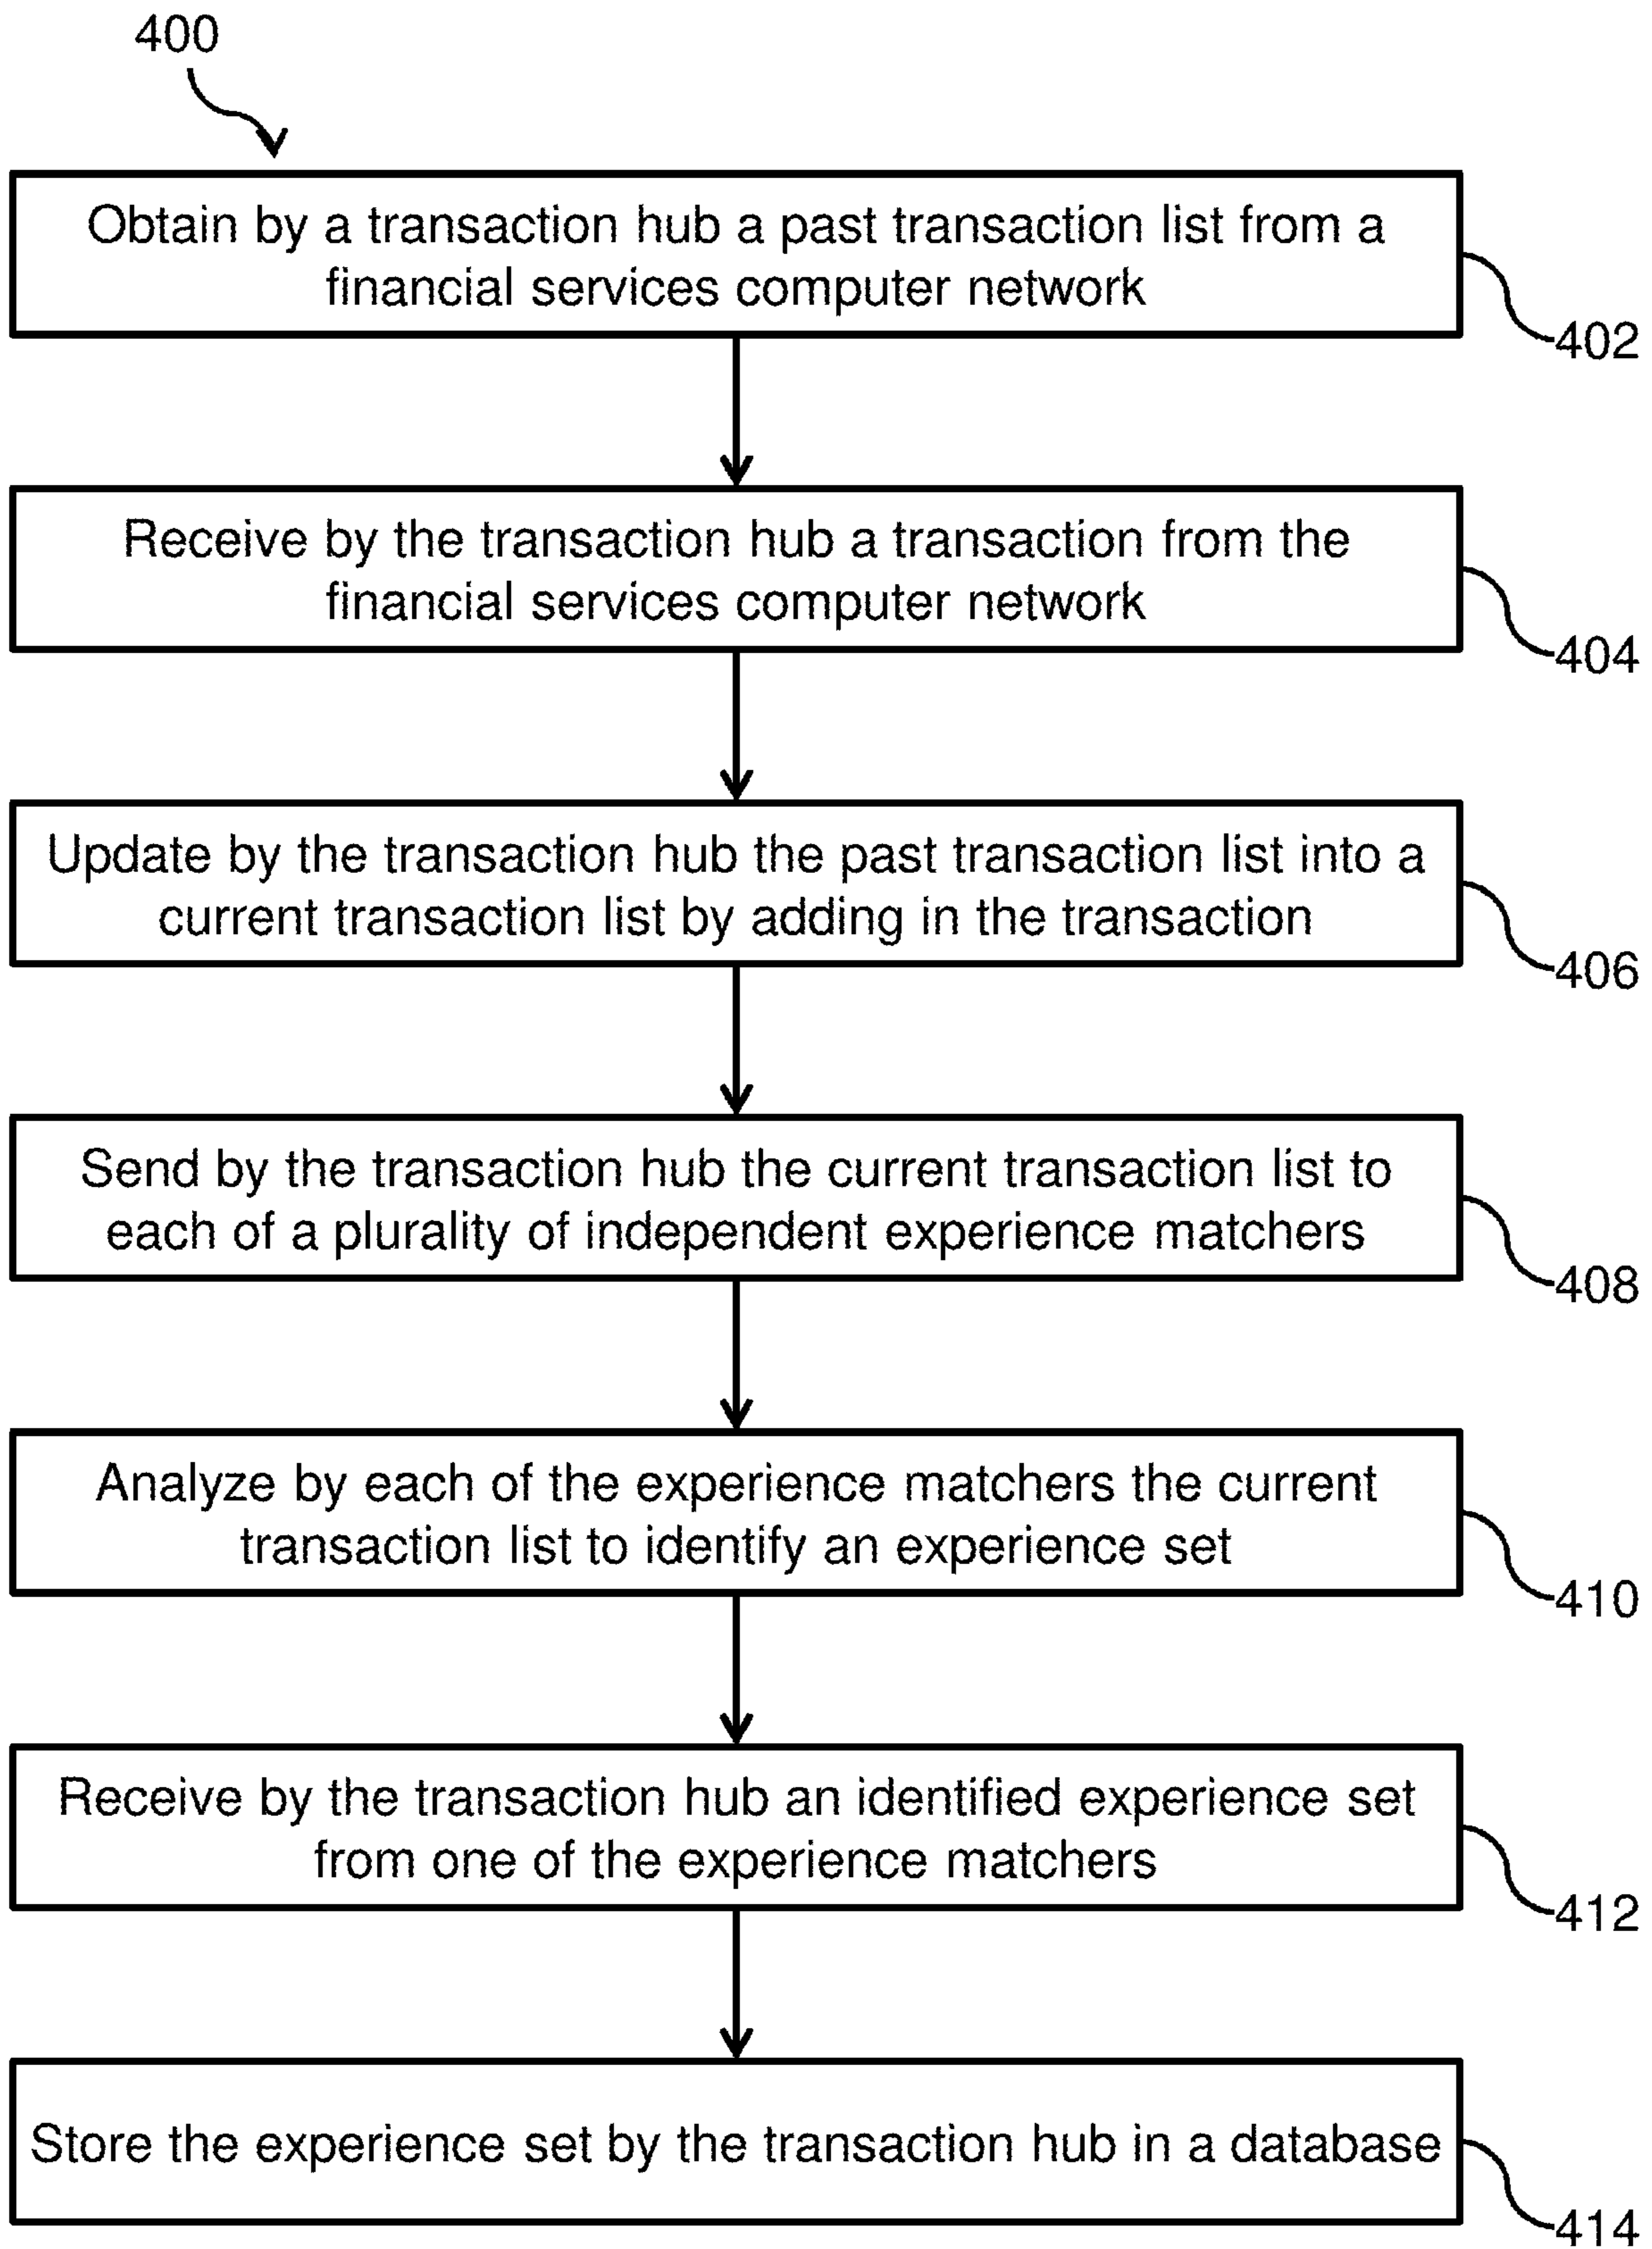 400
Obtain by a transaction hub a past transaction list from a
financial services computer network
402
Receive by the transaction hub a transaction from the
financial services computer network
404
Update by the transaction hub the past transaction list into a
current transaction list by adding in the transaction
406
Send by the transaction hub the current transaction list to
each of a plurality of independent experience matchers
408
Analyze by each of the experience matchers the current
transaction list to identify an experience set
410
Receive by the transaction hub an identified experience set
from one of the experience matchers
412
Store the experience set by the transaction hub in a database
414